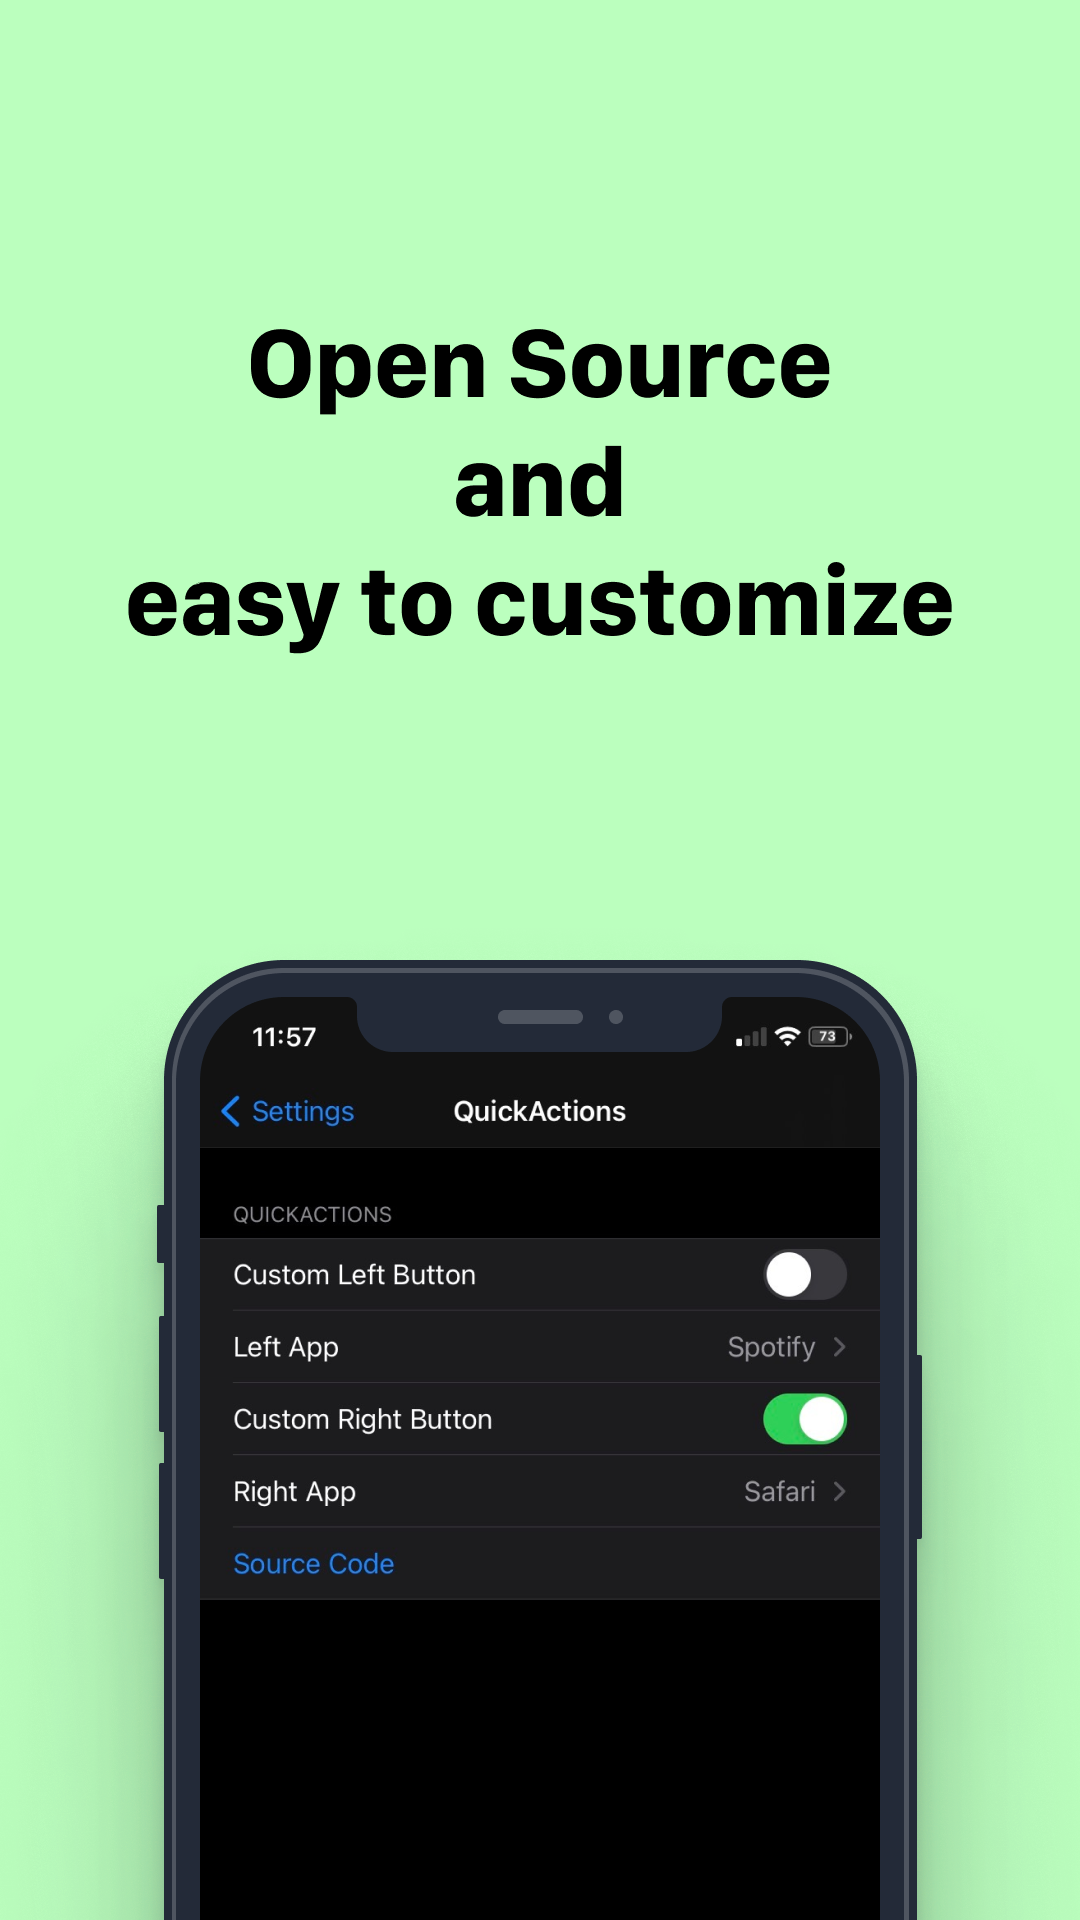 Open Source
and
easy to customize
11:57
73
Settings
QuickActions
QUICKACTIONS
Custom Left Button
Left App
Spotify
Custom Right Button
Right App
Safari
Source Code